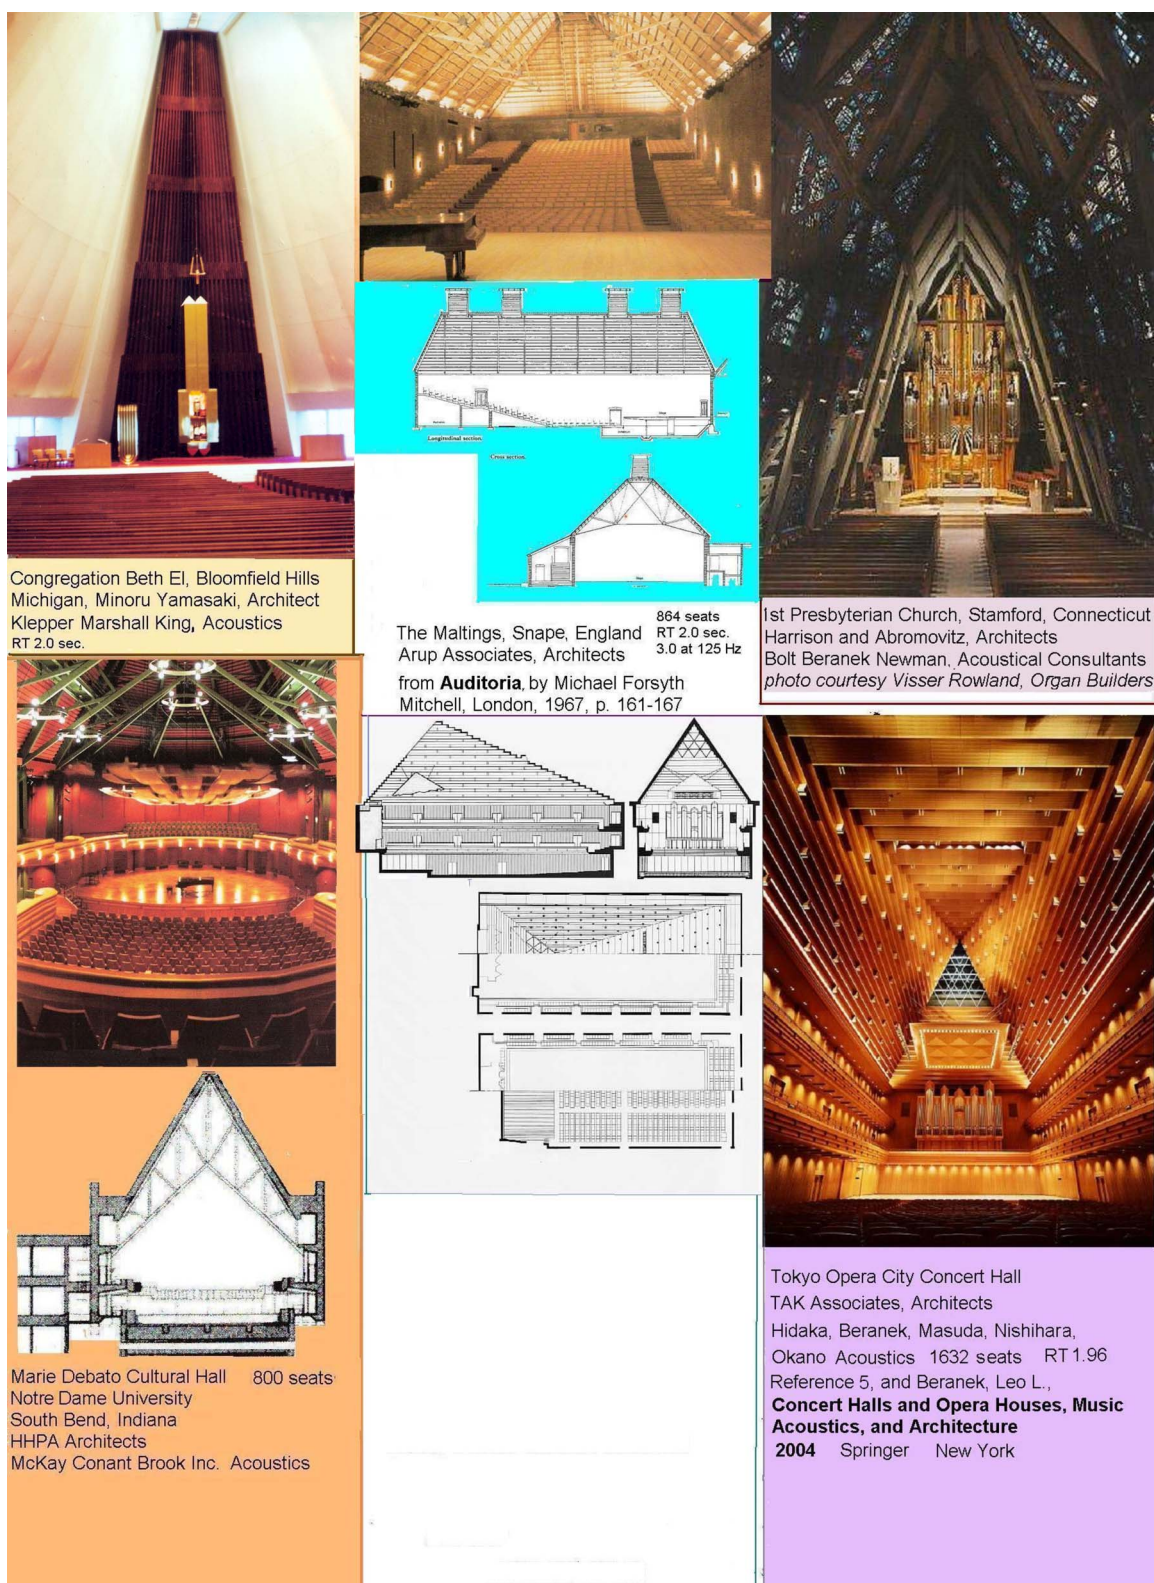 Longitudinal section.
Cross section.
Congregation Beth El, Bloomfield Hills
Michigan, Minoru Yamasaki, Architect
Klepper Marshall King, Acoustics
RT 2.0 sec.
The Maltings, Snape, England
Arup Associates, Architects
864 seats
RT 2.0 sec.
3.0 at 125 Hz
from Auditoria, by Michael Forsyth
Mitchell, London, 1967, p. 161-167
1st Presbyterian Church, Stamford, Connecticut
Harrison and Abromovitz, Architects
Bolt Beranek Newman, Acoustical Consultants
photo courtesy Visser Rowland, Organ Builders
Marie Debato Cultural Hall 800 seats
Notre Dame University
South Bend, Indiana
HHPA Architects
McKay Conant Brook Inc. Acoustics
Tokyo Opera City Concert Hall
TAK Associates, Architects
Hidaka, Beranek, Masuda, Nishihara,
Okano Acoustics 1632 seats RT 1.96
Reference 5, and Beranek, Leo L.,
Concert Halls and Opera Houses, Music
Acoustics, and Architecture
2004 Springer New York